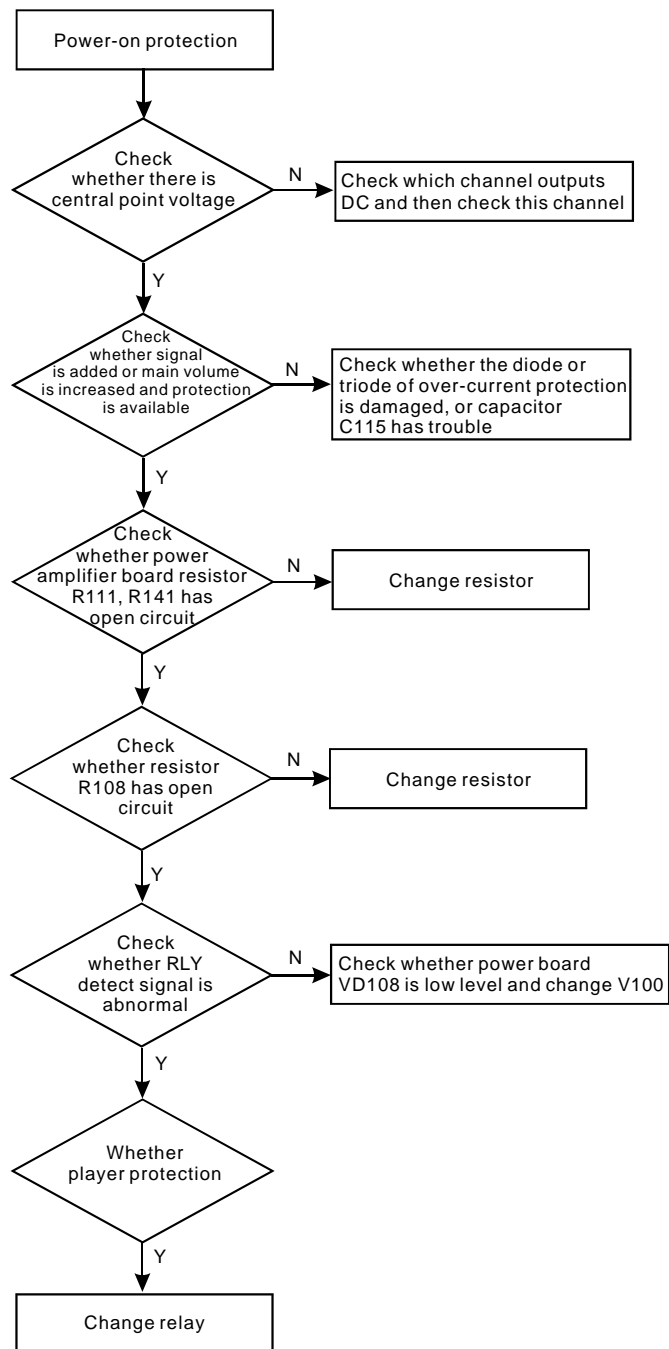 Power-on protection
Check
whether there is
central point voltage
N
Check which channel outputs
DC and then check this channel
Y
Check
whether signal
is added or main volume
is increased and protection
is available
N
Check whether the diode or
triode of over-current protection
is damaged, or capacitor
C115 has trouble
Y
Check
whether power
amplifier board resistor
R111, R141 has
open circuit
N
Change resistor
Y
Check
whether resistor
R108 has open
circuit
N
Change resistor
Y
Check
whether RLY
detect signal is
abnormal
N
Check whether power board
VD108 is low level and change V100
Y
Whether
player protection
Y
Change relay